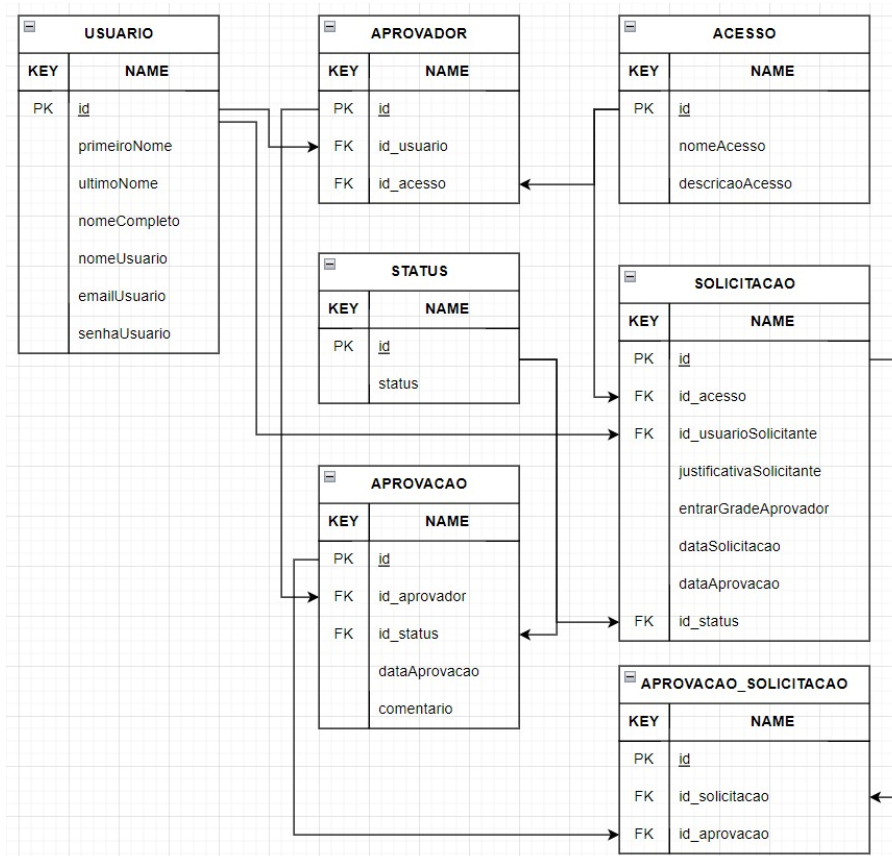 USUARIO
KEY NAME
PK id
primeiroNome
ultimoNome
nomeCompleto
nomeUsuario
emailUsuario
senhaUsuario
APROVADOR
KEY NAME
PK id
FK id_usuario
FK id_acesso
ACESSO
KEY NAME
PK id
nomeAcesso
descricaoAcesso
STATUS
KEY NAME
PK id
status
SOLICITACAO
KEY NAME
PK id
FK id_acesso
FK id_usuarioSolicitante
justificativaSolicitante
entrarGradeAprovador
dataSolicitacao
dataAprovacao
FK id_status
APROVACAO
KEY NAME
PK id
FK id_aprovador
FK id_status
dataAprovacao
comentario
APROVACAO_SOLICITACAO
KEY NAME
PK id
FK id_solicitacao
FK id_aprovacao